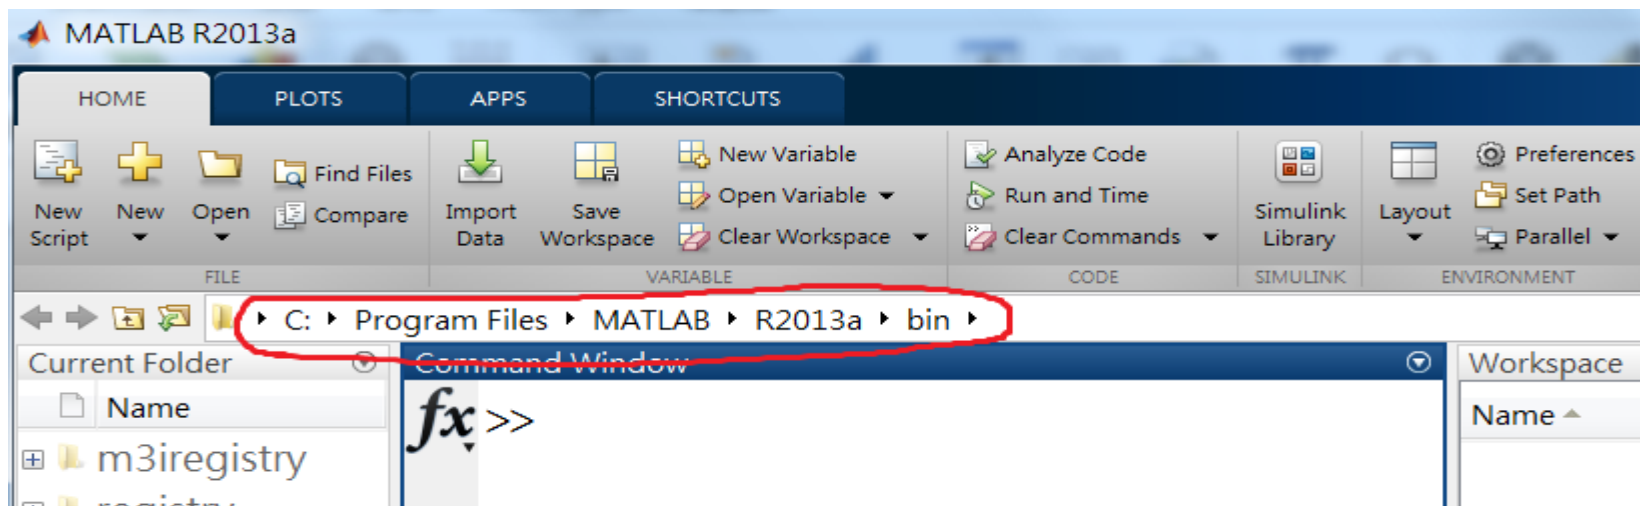 MATLAB R2013a
HOME PLOTS APPS SHORTCUTS
New Script
New
Open
Find Files
Compare
FILE
Import Data
Save Workspace
New Variable
Open Variable
Clear Workspace
VARIABLE
Analyze Code
Run and Time
Clear Commands
CODE
Simulink Library
SIMULINK
Layout
Preferences
Set Path
Parallel
ENVIRONMENT
C: Program Files MATLAB R2013a bin
Current Folder
Name
m3iregistry
registry
Command Window
fx >>
Workspace
Name